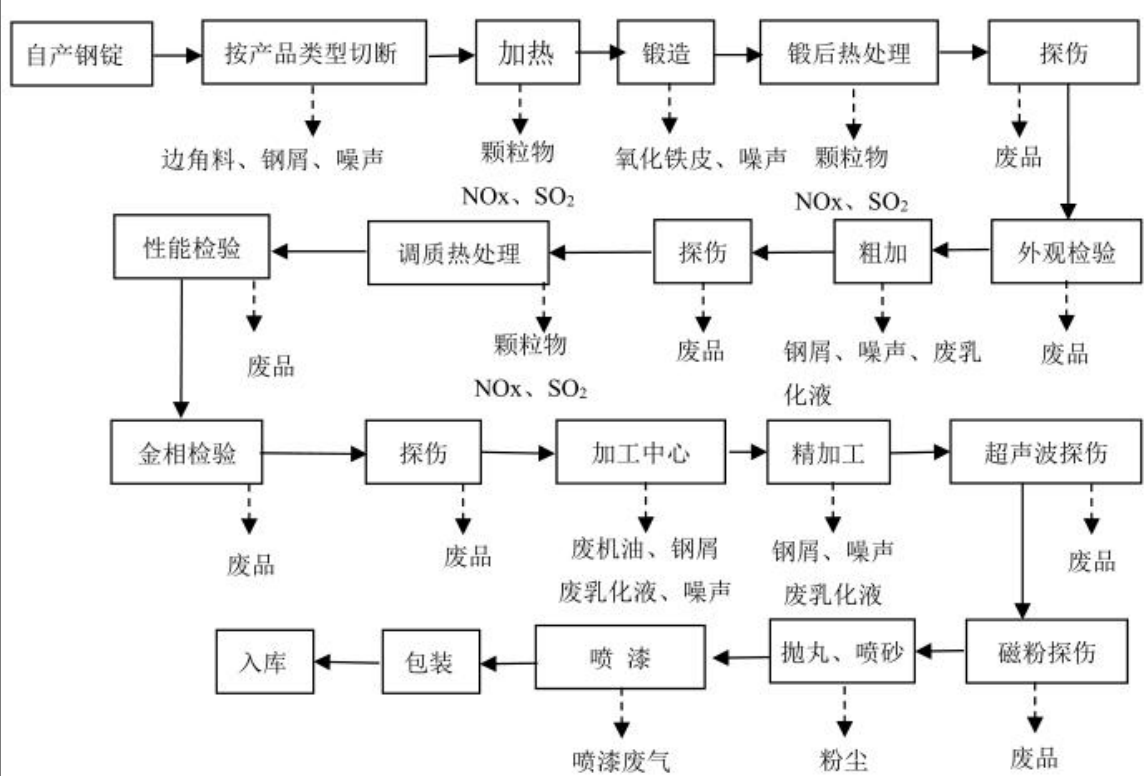 自产钢锭
按产品类型切断
加热
锻造
锻后热处理
探伤
边角料、钢屑、噪声
颗粒物
NOx、SO₂
氧化铁皮、噪声
颗粒物
NOx、SO₂
废品
性能检验
调质热处理
探伤
粗加
外观检验
废品
颗粒物
NOx、SO₂
废品
钢屑、噪声、废乳
化液
废品
金相检验
探伤
加工中心
精加工
超声波探伤
废品
废品
废机油、钢屑
废乳化液、噪声
钢屑、噪声
废乳化液
废品
入库
包装
喷 漆
抛丸、喷砂
磁粉探伤
喷漆废气
粉尘
废品